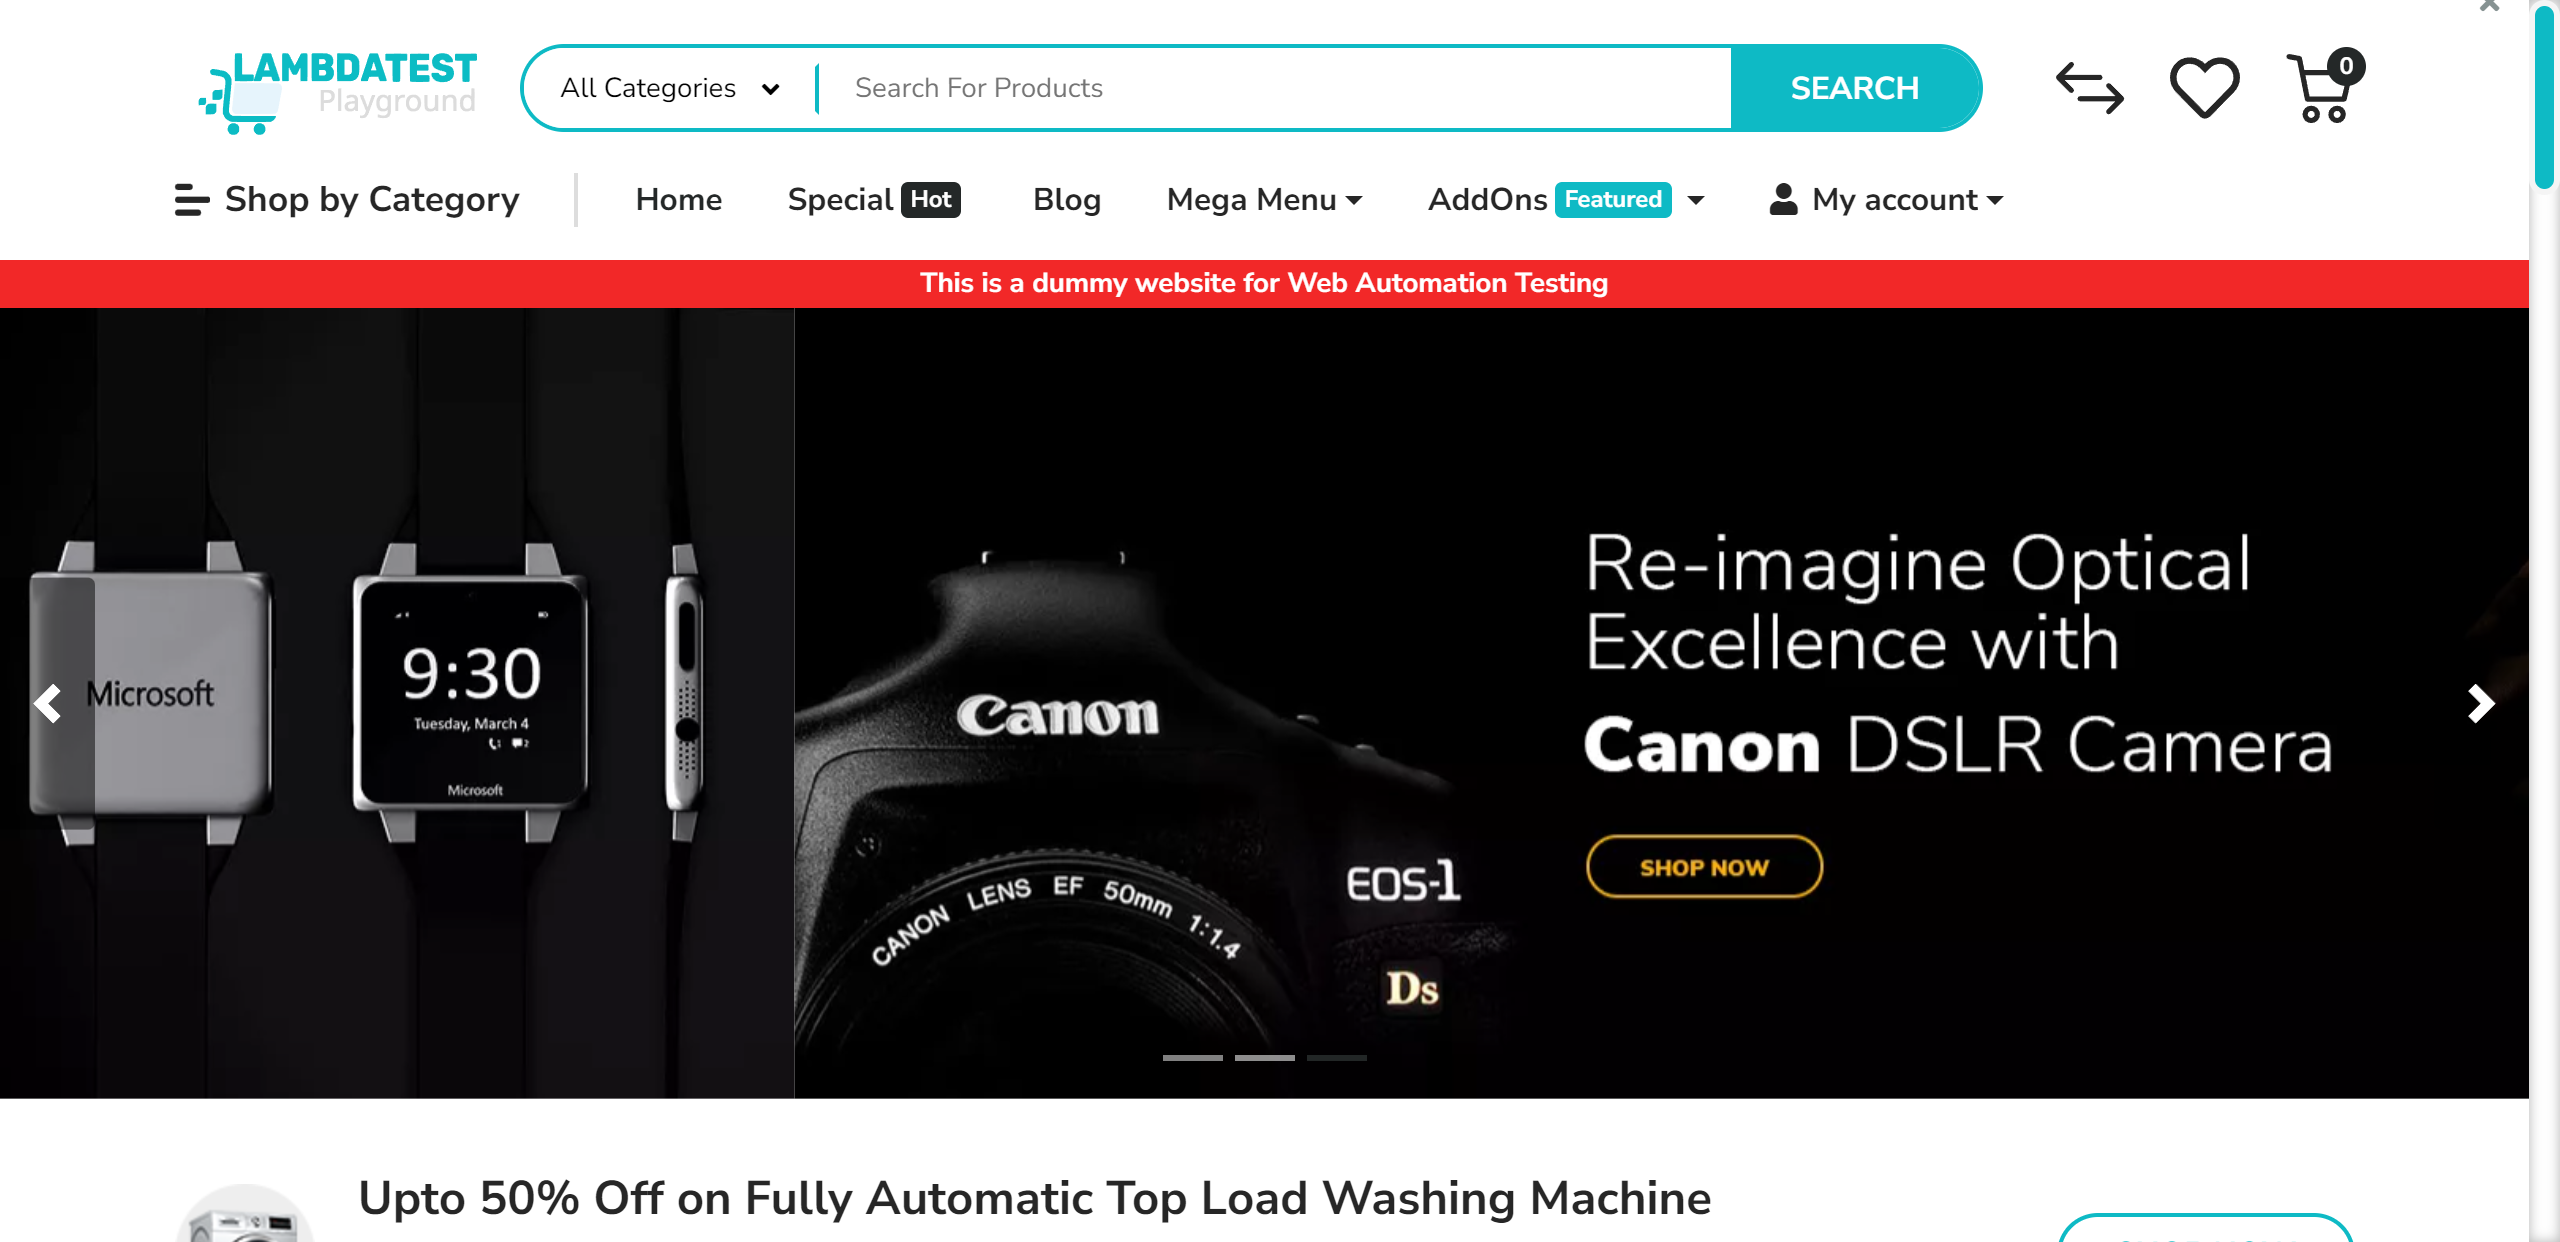 LAMBDATEST
Playground
All Categories
Search For Products
SEARCH
0
Shop by Category
Home
Special Hot
Blog
Mega Menu
AddOns Featured
My account
This is a dummy website for Web Automation Testing
Microsoft
9:30
Tuesday, March 4
Microsoft
Canon
CANON LENS EF 50mm 1:1.4
EOS-1
Ds
Re-imagine Optical
Excellence with
Canon DSLR Camera
SHOP NOW
Upto 50% Off on Fully Automatic Top Load Washing Machine